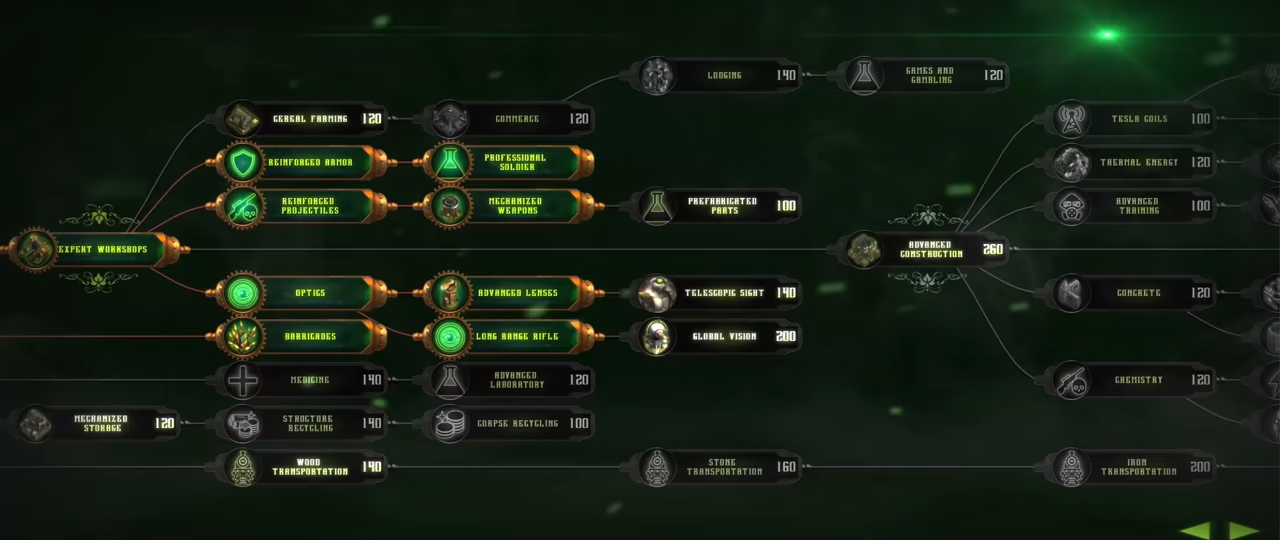 LODGING 140
GAMES AND
GAMBLING 120
CEREAL FARMING 120
COMMERCE 120
TESLA COILS 100
REINFORCED ARMOR
PROFESSIONAL
SOLDIER
THERMAL ENERGY 120
REINFORCED
PROJECTILES
MECHANIZED
WEAPONS
PREFABRICATED
PARTS 100
ADVANCED
TRAINING 100
EXPERT WORKSHOPS
ADVANCED
CONSTRUCTION 260
OPTICS
ADVANCED LENSES
TELESCOPIC SIGHT 140
CONCRETE 120
BARRICADES
LONG RANGE RIFLE
GLOBAL VISION 200
MEDICINE 140
ADVANCED
LABORATORY 120
CHEMISTRY 120
MECHANIZED
STORAGE 120
STRUCTURE
RECYCLING 140
CORPSE RECYCLING 100
WOOD
TRANSPORTATION 140
STONE
TRANSPORTATION 160
IRON
TRANSPORTATION 200